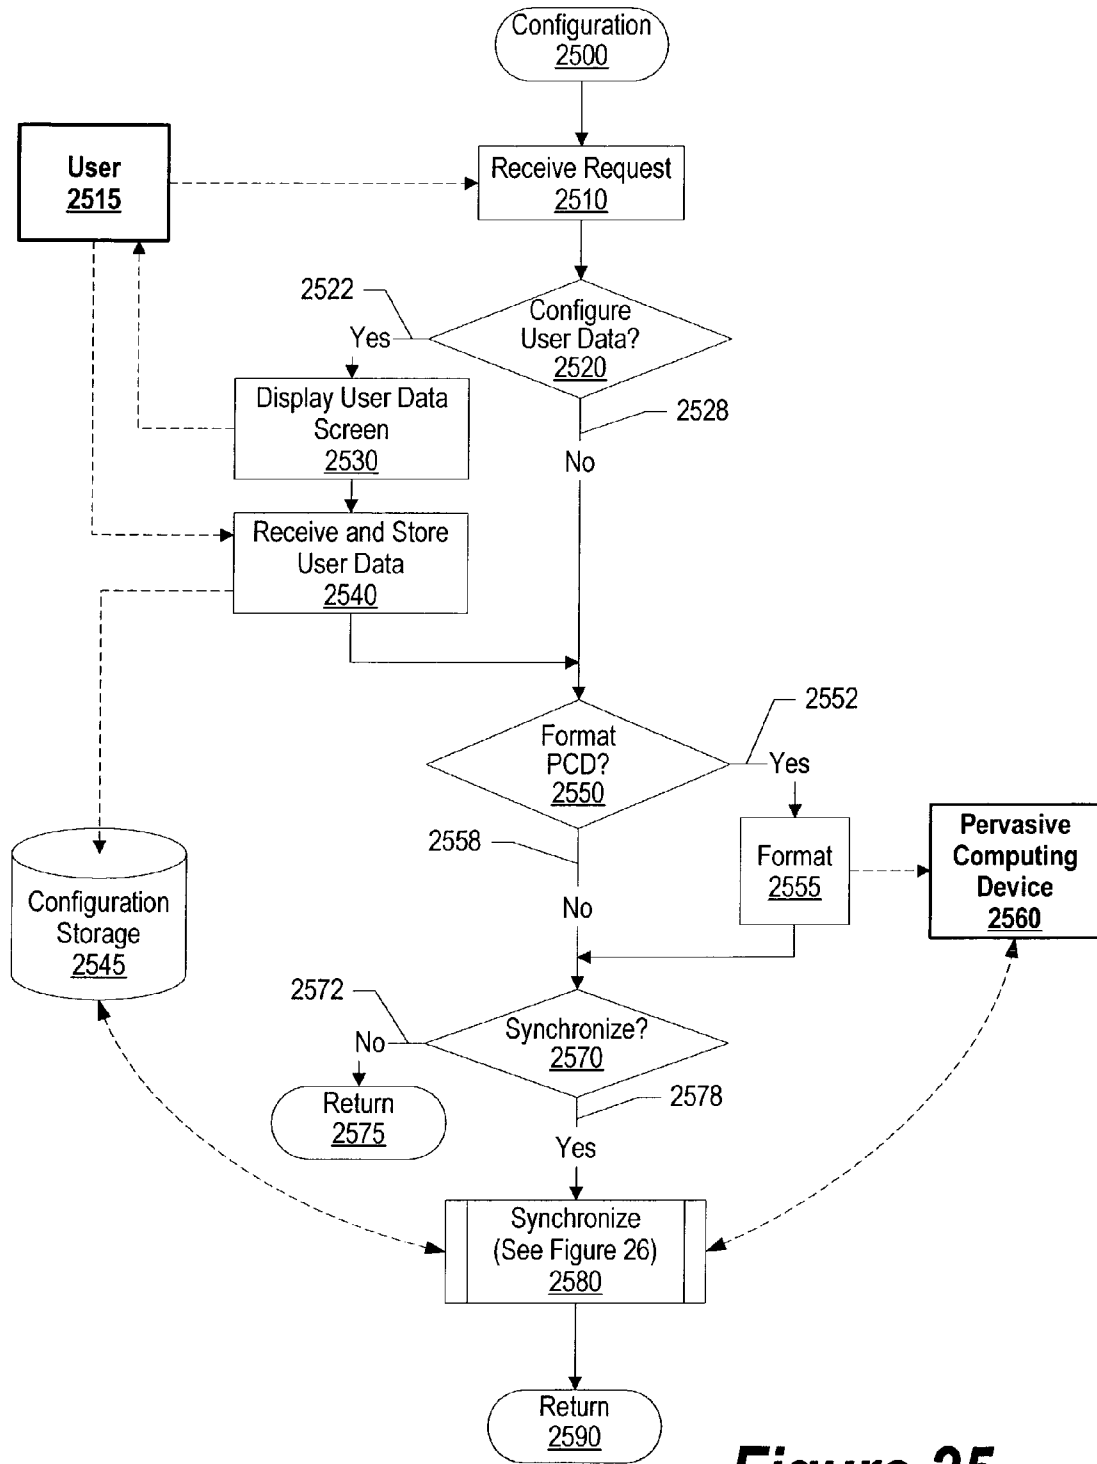 Configuration
2500
User
2515
Receive Request
2510
2522
Configure
User Data?
2520
Yes
2528
Display User Data
Screen
2530
No
Receive and Store
User Data
2540
2552
Format
PCD?
2550
Yes
2558
Format
2555
Pervasive
Computing
Device
2560
Configuration
Storage
2545
No
2572
Synchronize?
2570
No
Return
2575
2578
Yes
Synchronize
(See Figure 26)
2580
Return
2590
Figure 25